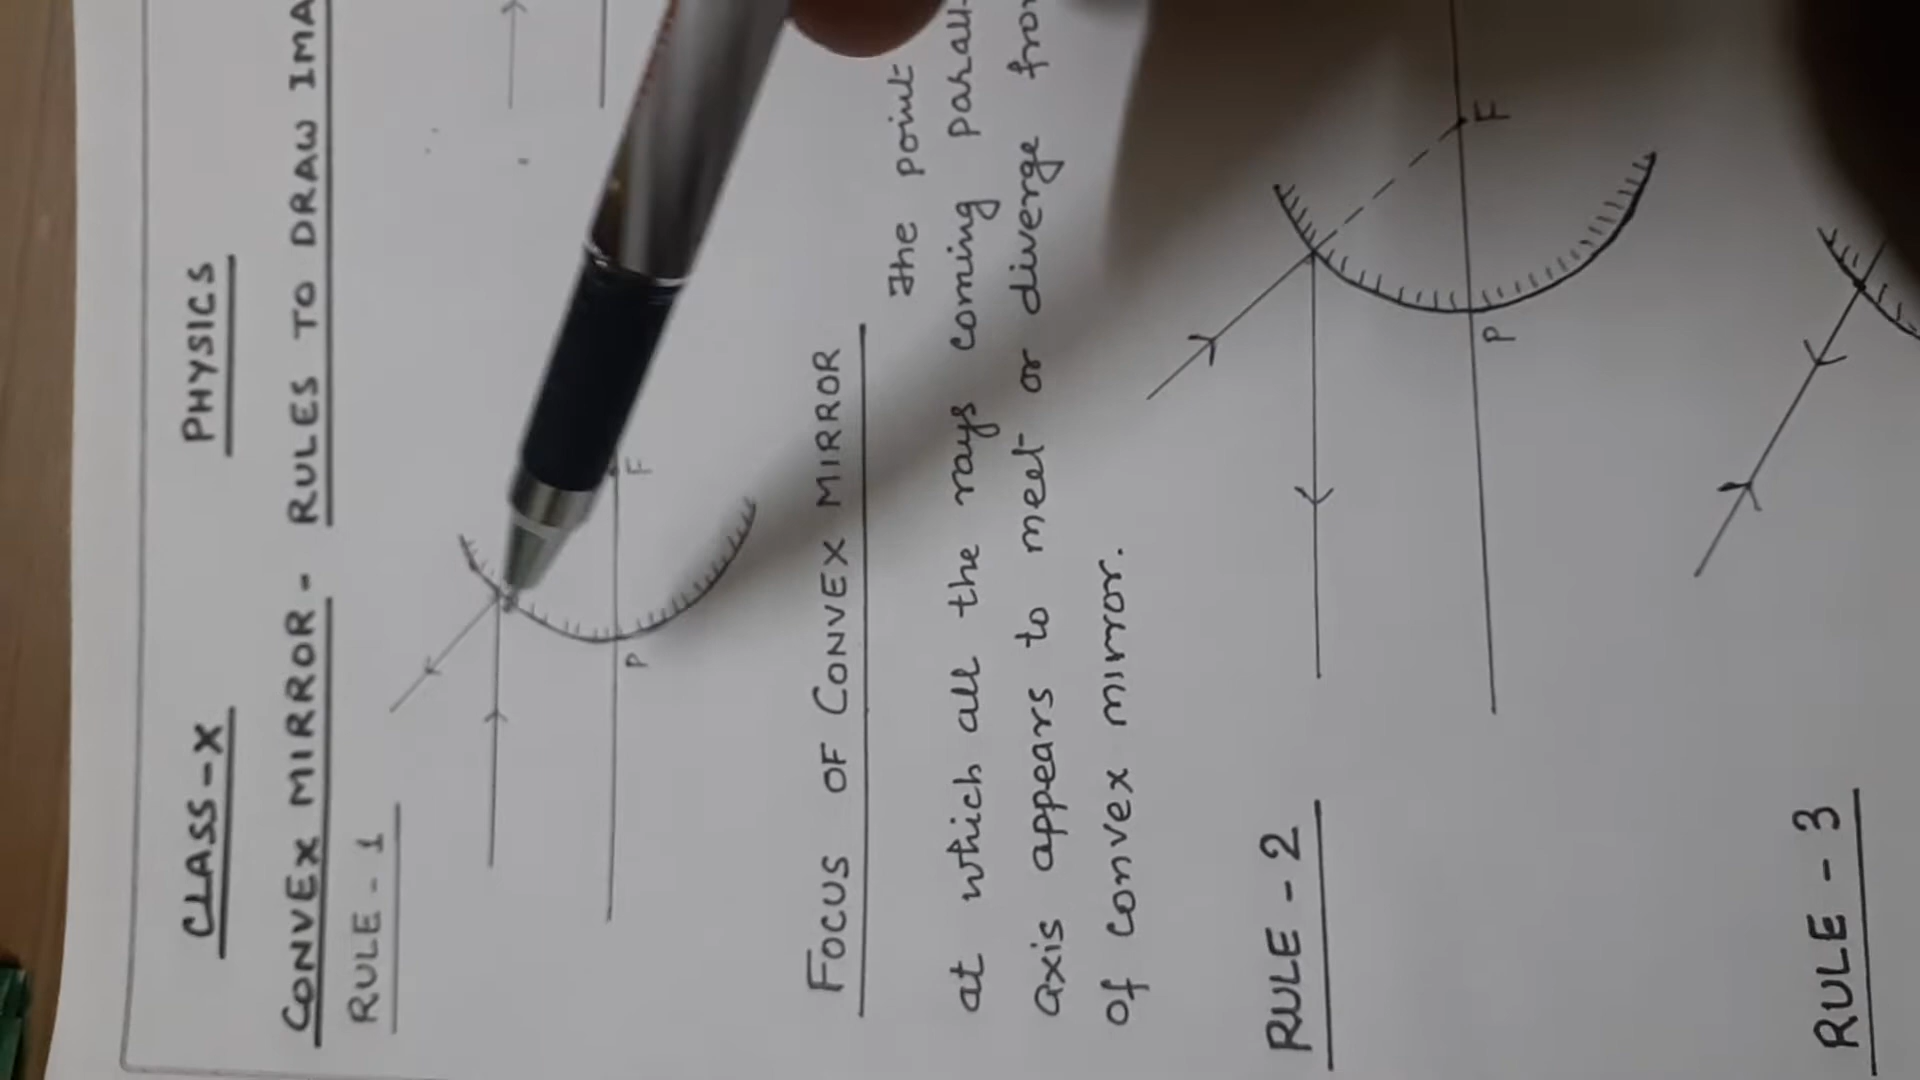 CLASS-X PHYSICS
CONVEX MIRROR - RULES TO DRAW IMA
RULE - 1
F
P
FOCUS OF CONVEX MIRROR
The point
at which all the rays coming parall-
axis appears to meet or diverge from
of convex mirror.
RULE - 2
F
P
RULE - 3